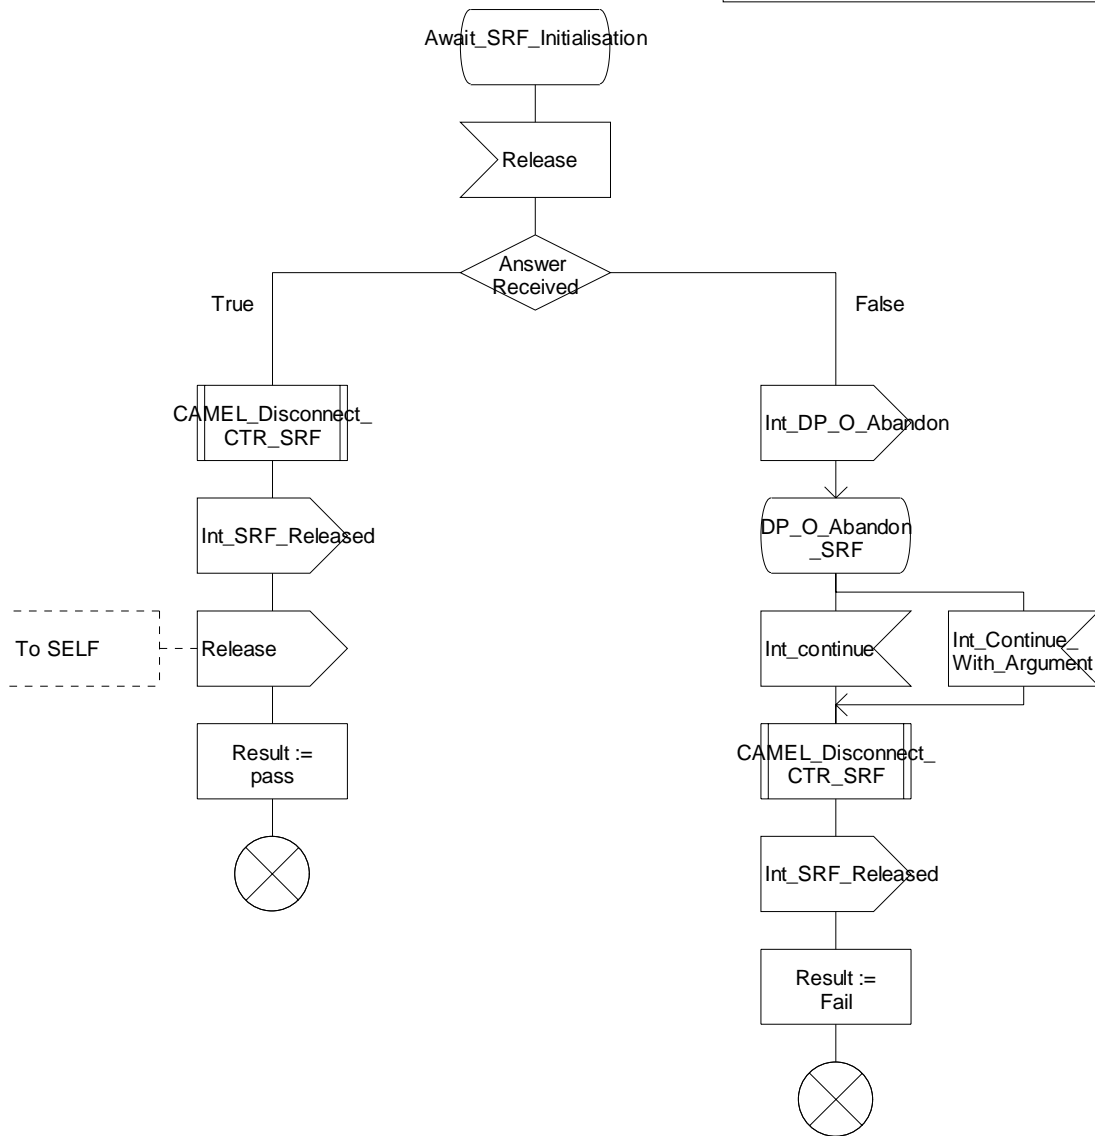 Await_SRF_Initialisation
Release
Answer
Received
True
False
CAMEL_Disconnect_
CTR_SRF
Int_DP_O_Abandon
Int_SRF_Released
DP_O_Abandon
_SRF
To SELF
Release
Int_continue
Int_Continue_
With_Argument
Result :=
pass
CAMEL_Disconnect_
CTR_SRF
Int_SRF_Released
Result :=
Fail